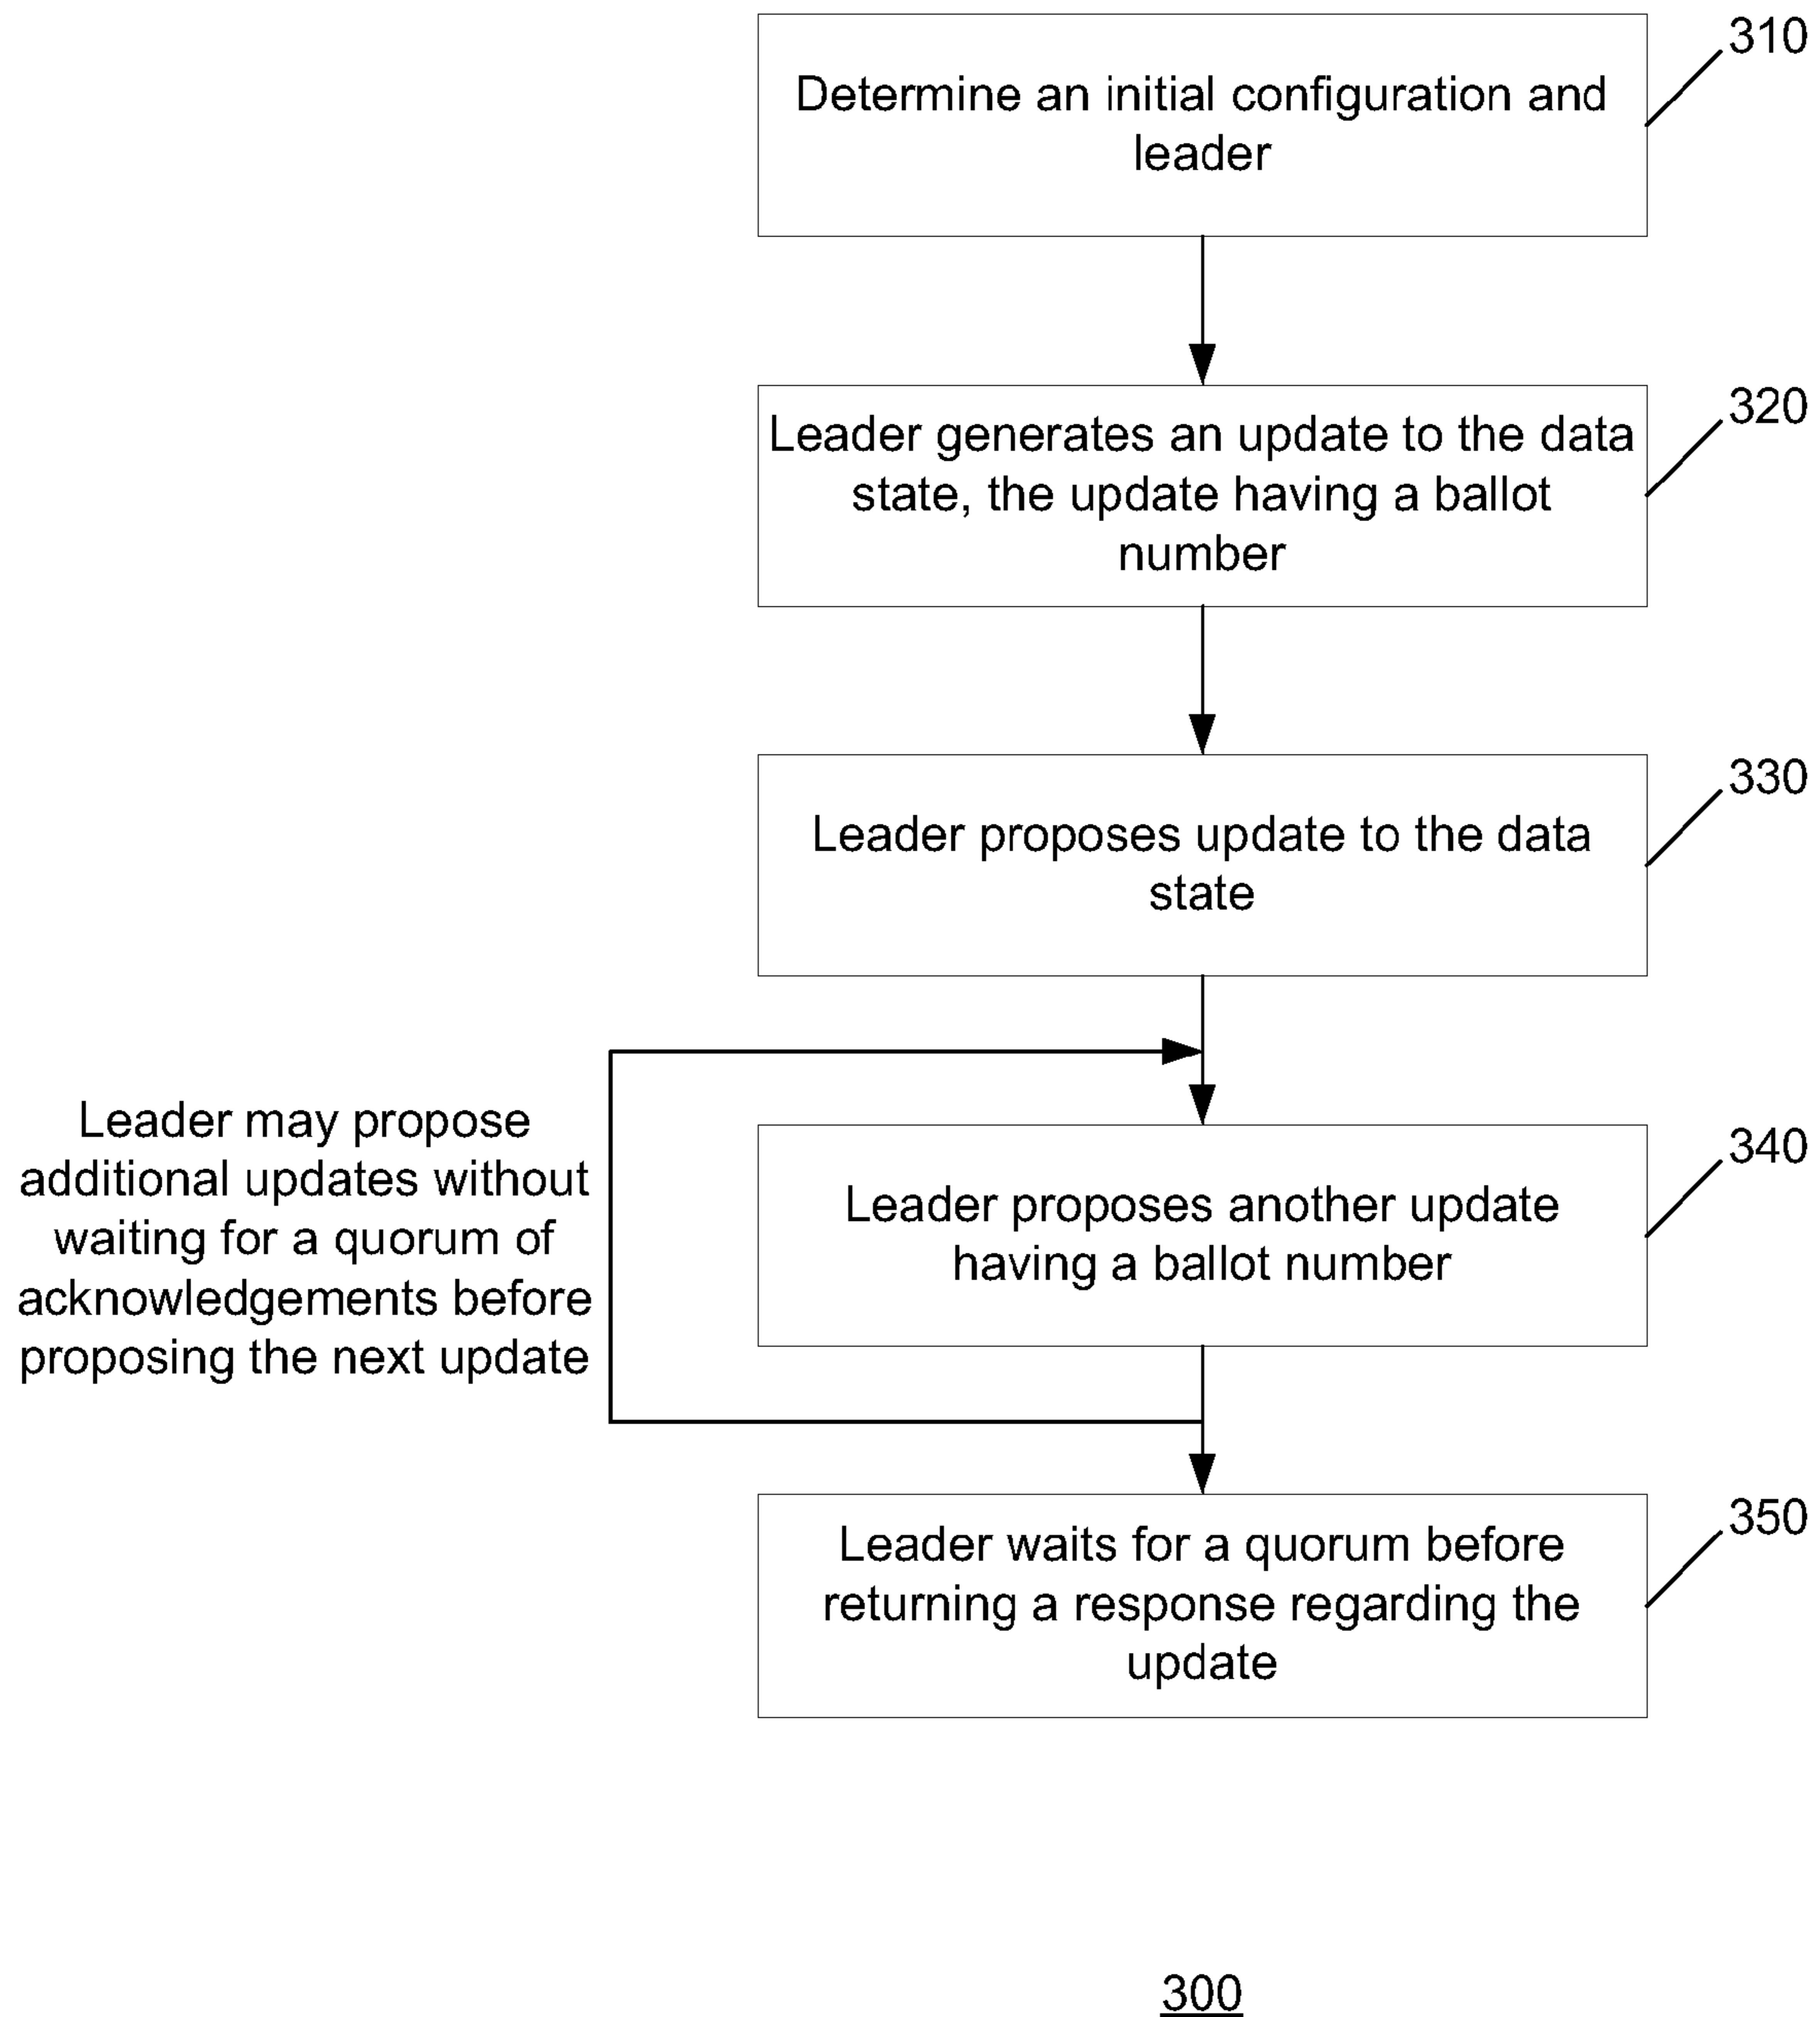 310
Determine an initial configuration and
leader
320
Leader generates an update to the data
state, the update having a ballot
number
330
Leader proposes update to the data
state
Leader may propose
additional updates without
waiting for a quorum of
acknowledgements before
proposing the next update
340
Leader proposes another update
having a ballot number
350
Leader waits for a quorum before
returning a response regarding the
update
300